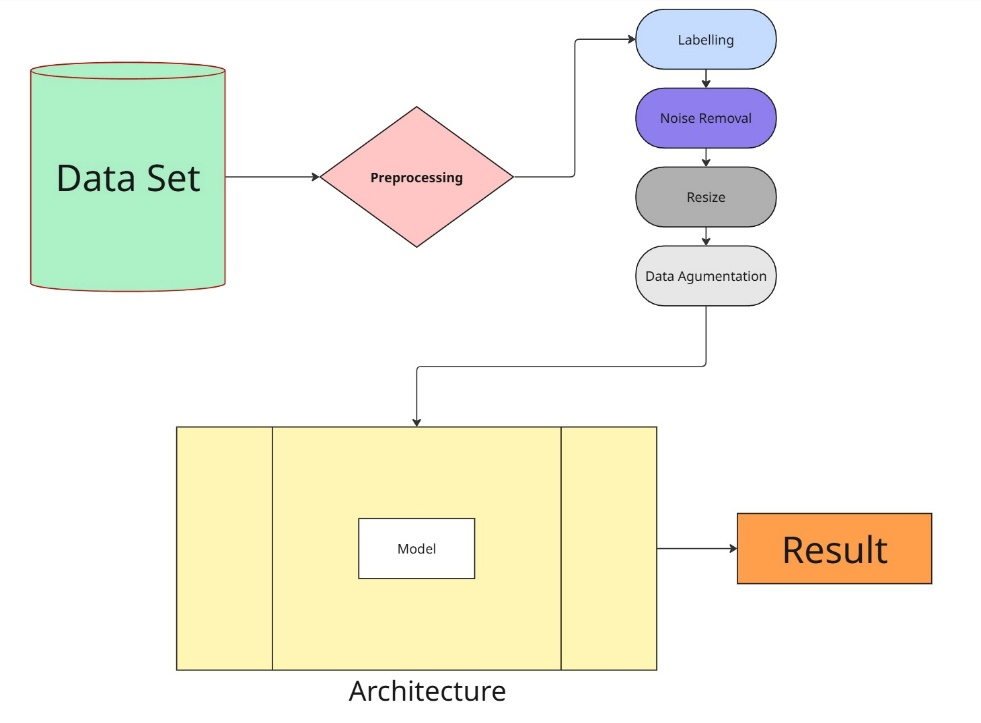 Data Set
Preprocessing
Labelling
Noise Removal
Resize
Data Agumentation
Model
Result
Architecture